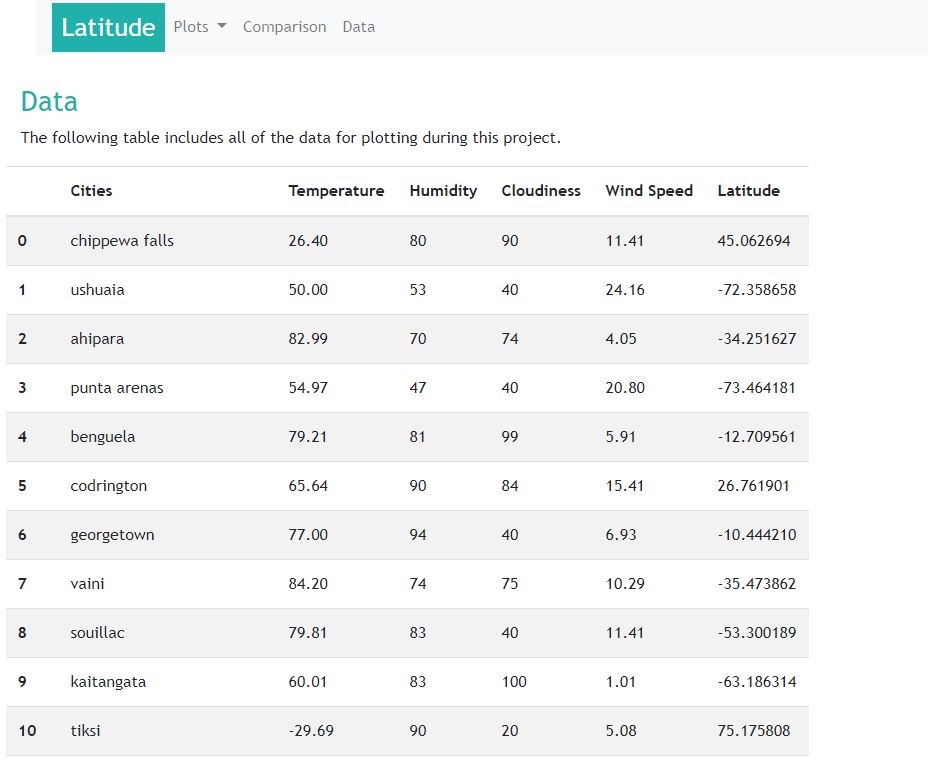 Latitude Plots Comparison Data
Data
The following table includes all of the data for plotting during this project.
Cities Temperature Humidity Cloudiness Wind Speed Latitude
0 chippewa falls 26.40 80 90 11.41 45.062694
1 ushuaia 50.00 53 40 24.16 -72.358658
2 ahipara 82.99 70 74 4.05 -34.251627
3 punta arenas 54.97 47 40 20.80 -73.464181
4 benguela 79.21 81 99 5.91 -12.709561
5 codrington 65.64 90 84 15.41 26.761901
6 georgetown 77.00 94 40 6.93 -10.444210
7 vaini 84.20 74 75 10.29 -35.473862
8 souillac 79.81 83 40 11.41 -53.300189
9 kaitangata 60.01 83 100 1.01 -63.186314
10 tiksi -29.69 90 20 5.08 75.175808